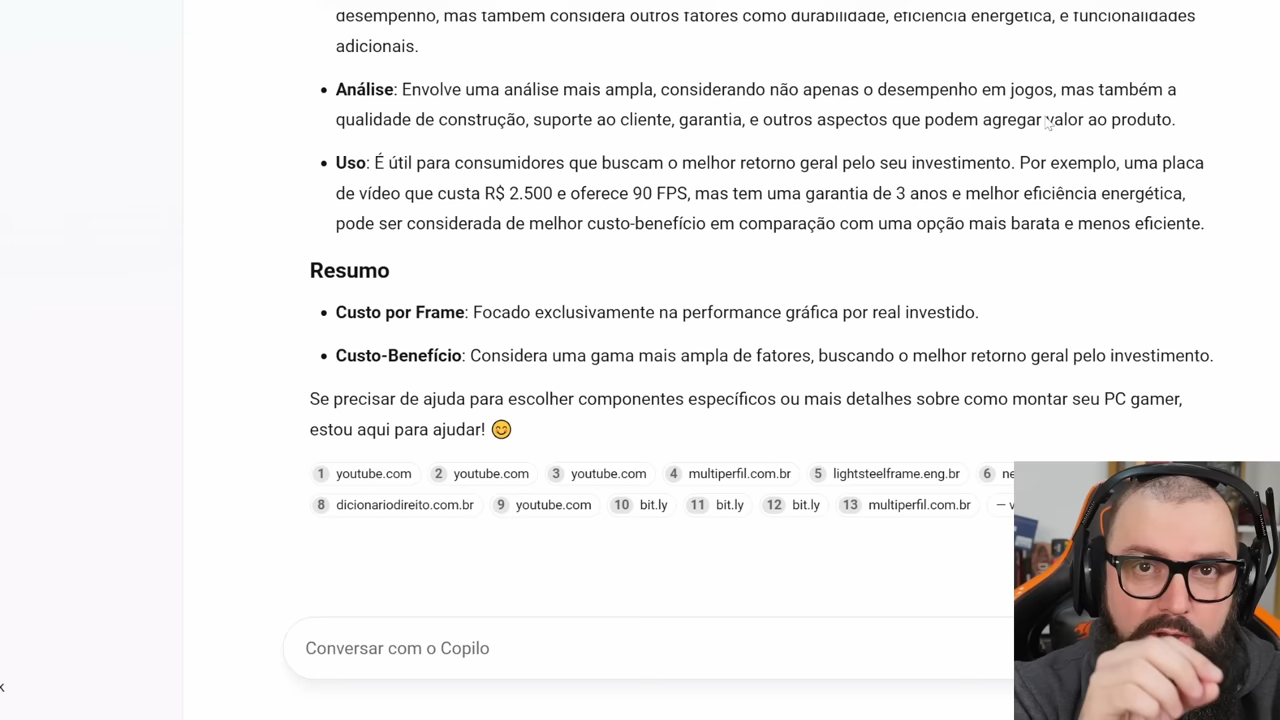 desempenho, mas também considera outros fatores como durabilidade, eficiência energética, e funcionalidades
adicionais.
• Análise: Envolve uma análise mais ampla, considerando não apenas o desempenho em jogos, mas também a
qualidade de construção, suporte ao cliente, garantia, e outros aspectos que podem agregar valor ao produto.
• Uso: É útil para consumidores que buscam o melhor retorno geral pelo seu investimento. Por exemplo, uma placa
de vídeo que custa R$ 2.500 e oferece 90 FPS, mas tem uma garantia de 3 anos e melhor eficiência energética,
pode ser considerada de melhor custo-benefício em comparação com uma opção mais barata e menos eficiente.
Resumo
• Custo por Frame: Focado exclusivamente na performance gráfica por real investido.
• Custo-Benefício: Considera uma gama mais ampla de fatores, buscando o melhor retorno geral pelo investimento.
Se precisar de ajuda para escolher componentes específicos ou mais detalhes sobre como montar seu PC gamer,
estou aqui para ajudar! 😊
1 youtube.com 2 youtube.com 3 youtube.com 4 multiperfil.com.br 5 lightsteelframe.eng.br 6 ne
8 dicionariodireito.com.br 9 youtube.com 10 bit.ly 11 bit.ly 12 bit.ly 13 multiperfil.com.br – v
Conversar com o Copilo
k